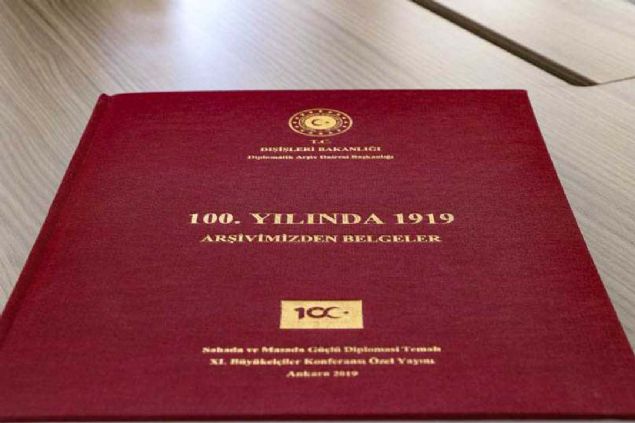 T.C.
DIŞİŞLERİ BAKANLIĞI
Diplomatik Arşiv Dairesi Başkanlığı
100. YILINDA 1919
ARŞİVİMİZDEN BELGELER
100
Sahada ve Masada Güçlü Diplomasi Temalı
XI. Büyükelçiler Konferansı Özel Yayını
Ankara 2019